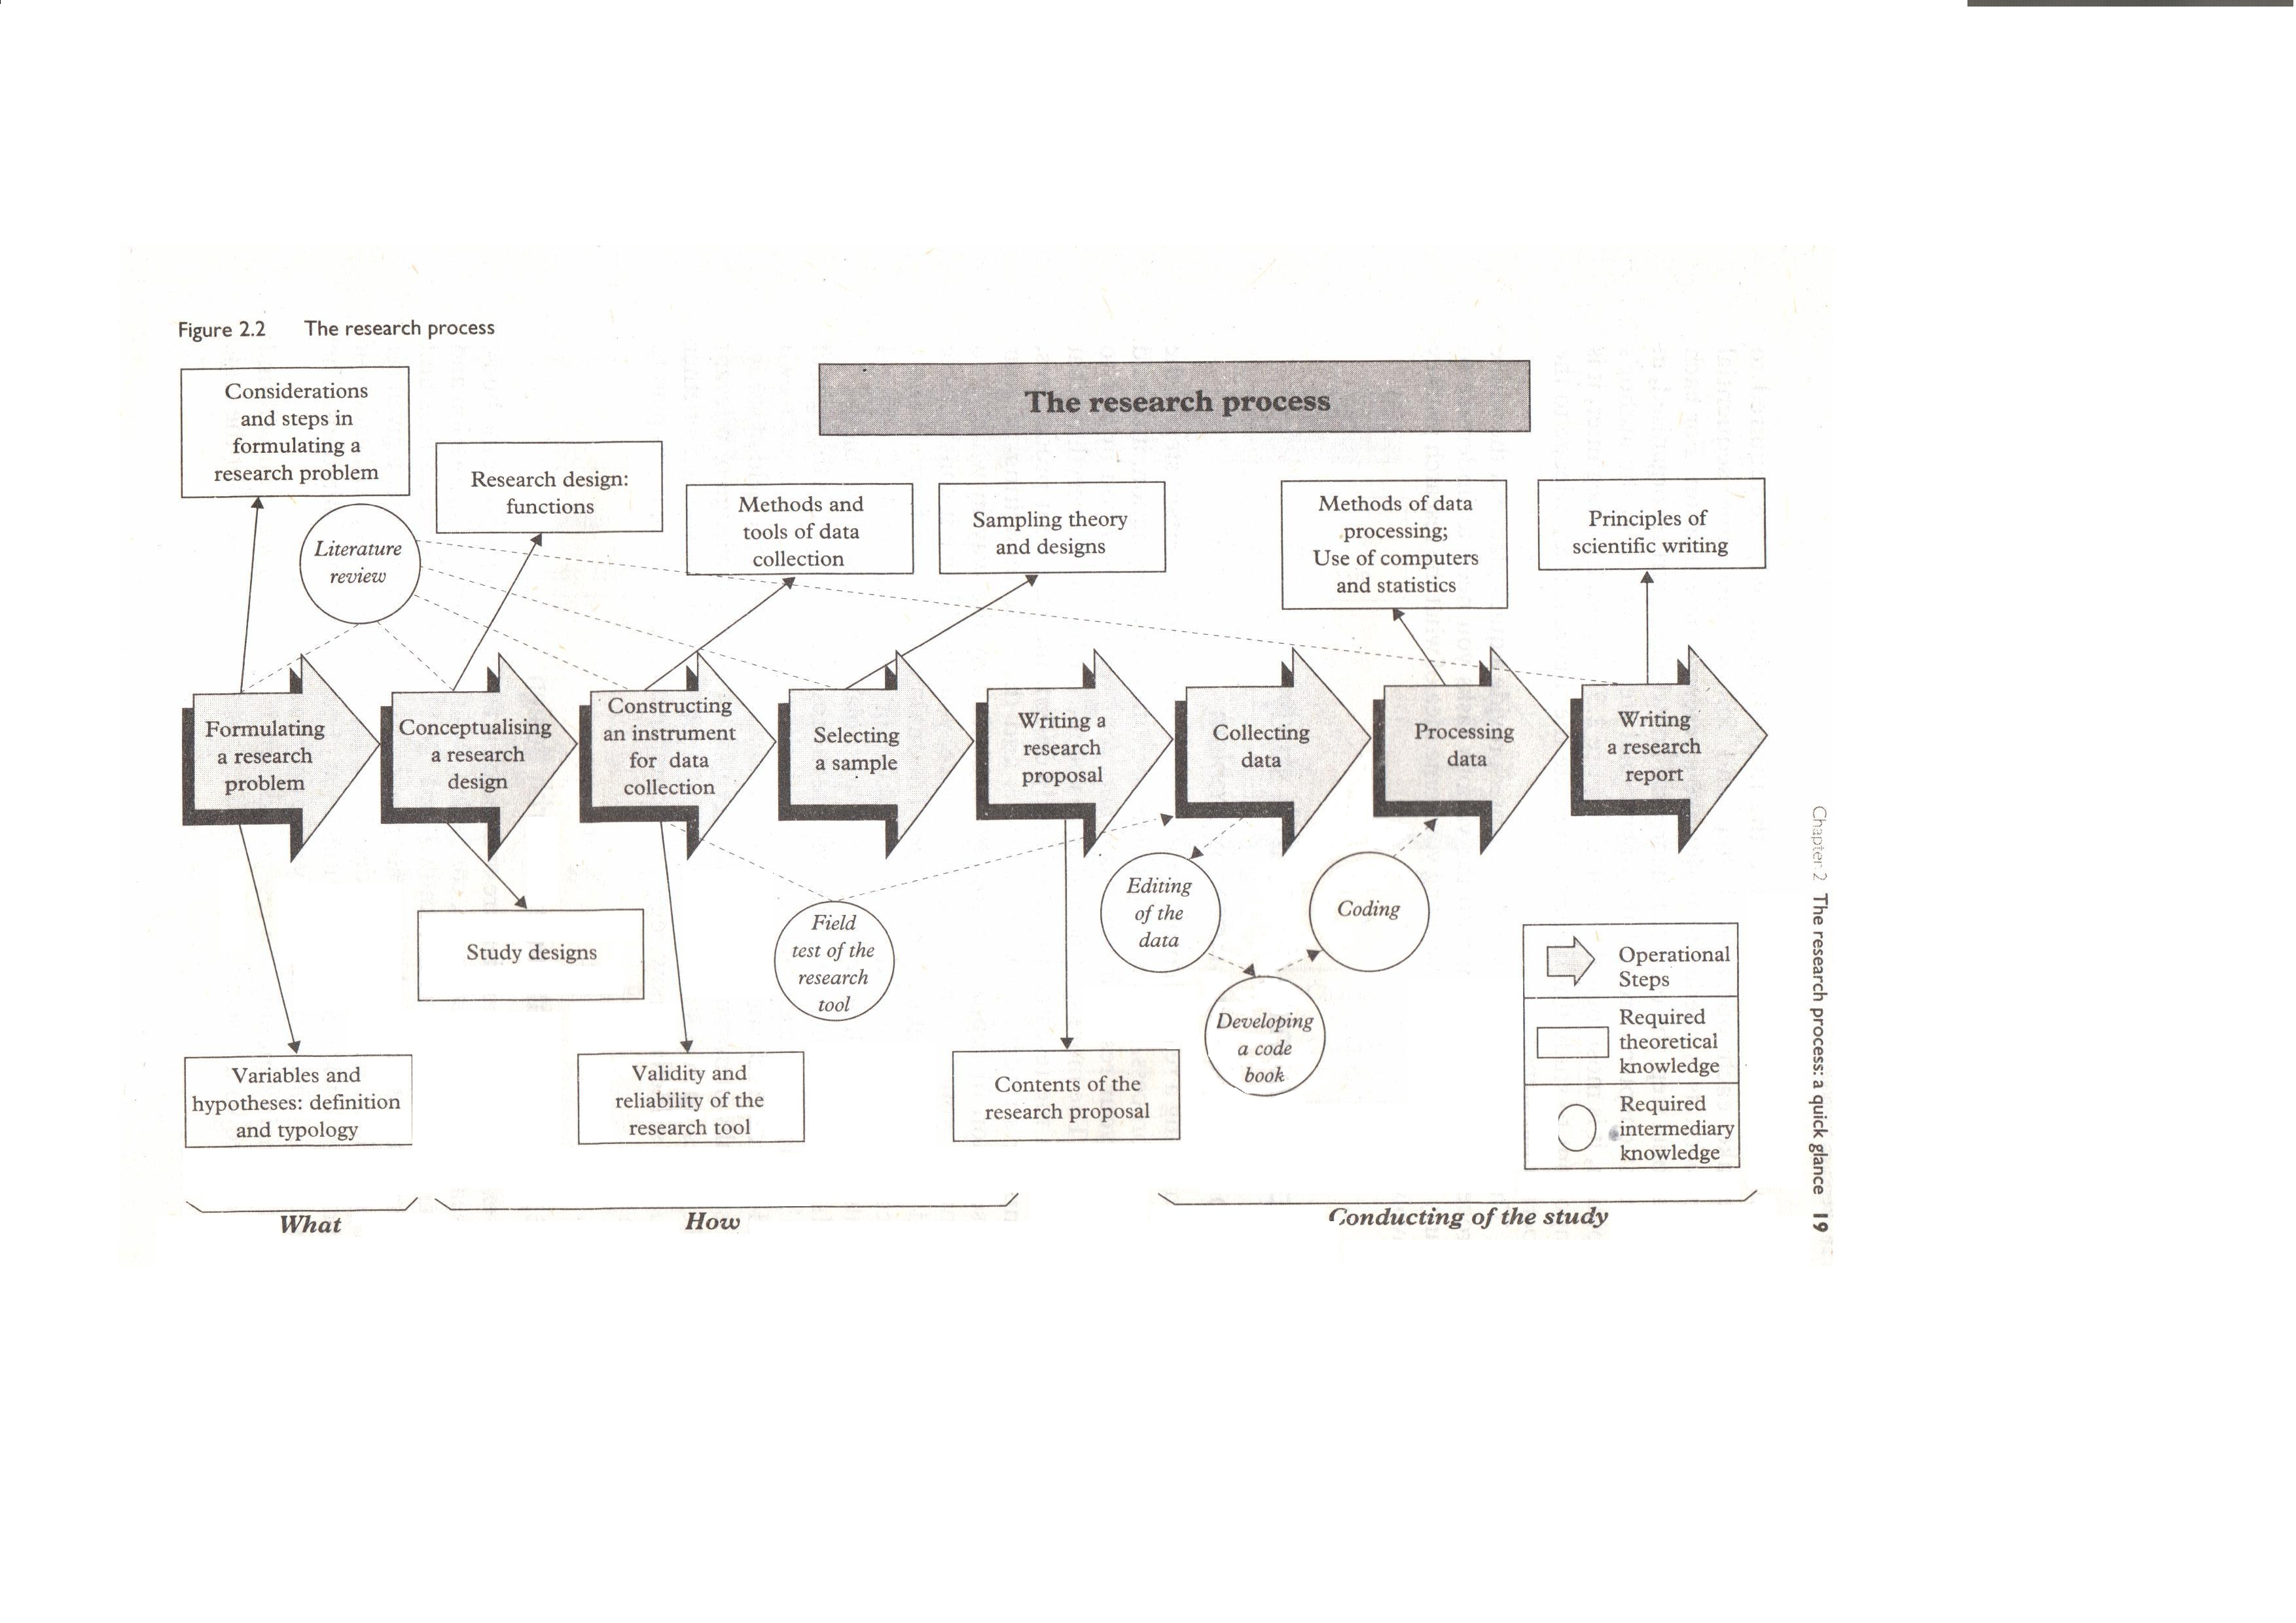 Figure 2.2 The research process
The research process
Considerations
and steps in
formulating a
research problem
Research design:
functions
Methods and
tools of data
collection
Sampling theory
and designs
Methods of data
processing;
Use of computers
and statistics
Principles of
scientific writing
Literature
review
Formulating
a research
problem
Conceptualising
a research
design
Constructing
an instrument
for data
collection
Selecting
a sample
Writing a
research
proposal
Collecting
data
Processing
data
Writing
a research
report
Study designs
Field
test of the
research
tool
Editing
of the
data
Coding
Developing
a code
book
Variables and
hypotheses: definition
and typology
Validity and
reliability of the
research tool
Contents of the
research proposal
Operational
Steps
Required
theoretical
knowledge
Required
intermediary
knowledge
What
How
Conducting of the study
Chapter 2 The research process: a quick glance 19